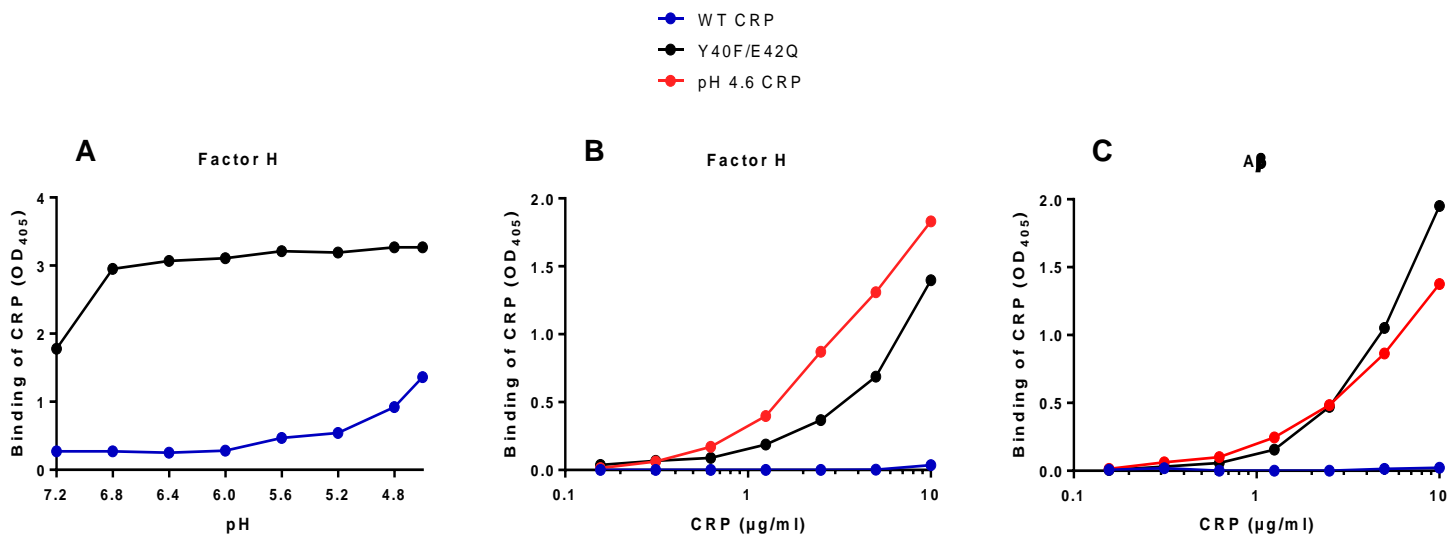 WT CRP
Y40F/E42Q
pH 4.6 CRP
A
Factor H
Binding of CRP (OD405)
4
3
2
1
0
7.2 6.8 6.4 6.0 5.6 5.2 4.8
pH
B
Factor H
Binding of CRP (OD405)
2.0
1.5
1.0
0.5
0.0
0.1 1 10
CRP (µg/ml)
C
Aβ
Binding of CRP (OD405)
2.0
1.5
1.0
0.5
0.0
0.1 1 10
CRP (µg/ml)